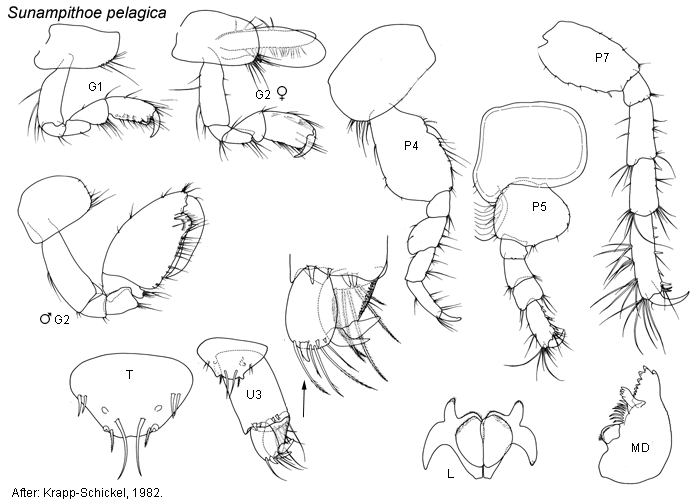 Sunampithoe pelagica
G1
G2 ♀
P4
P7
P5
♂ G2
T
U3
L
MD
After: Krapp-Schickel, 1982.